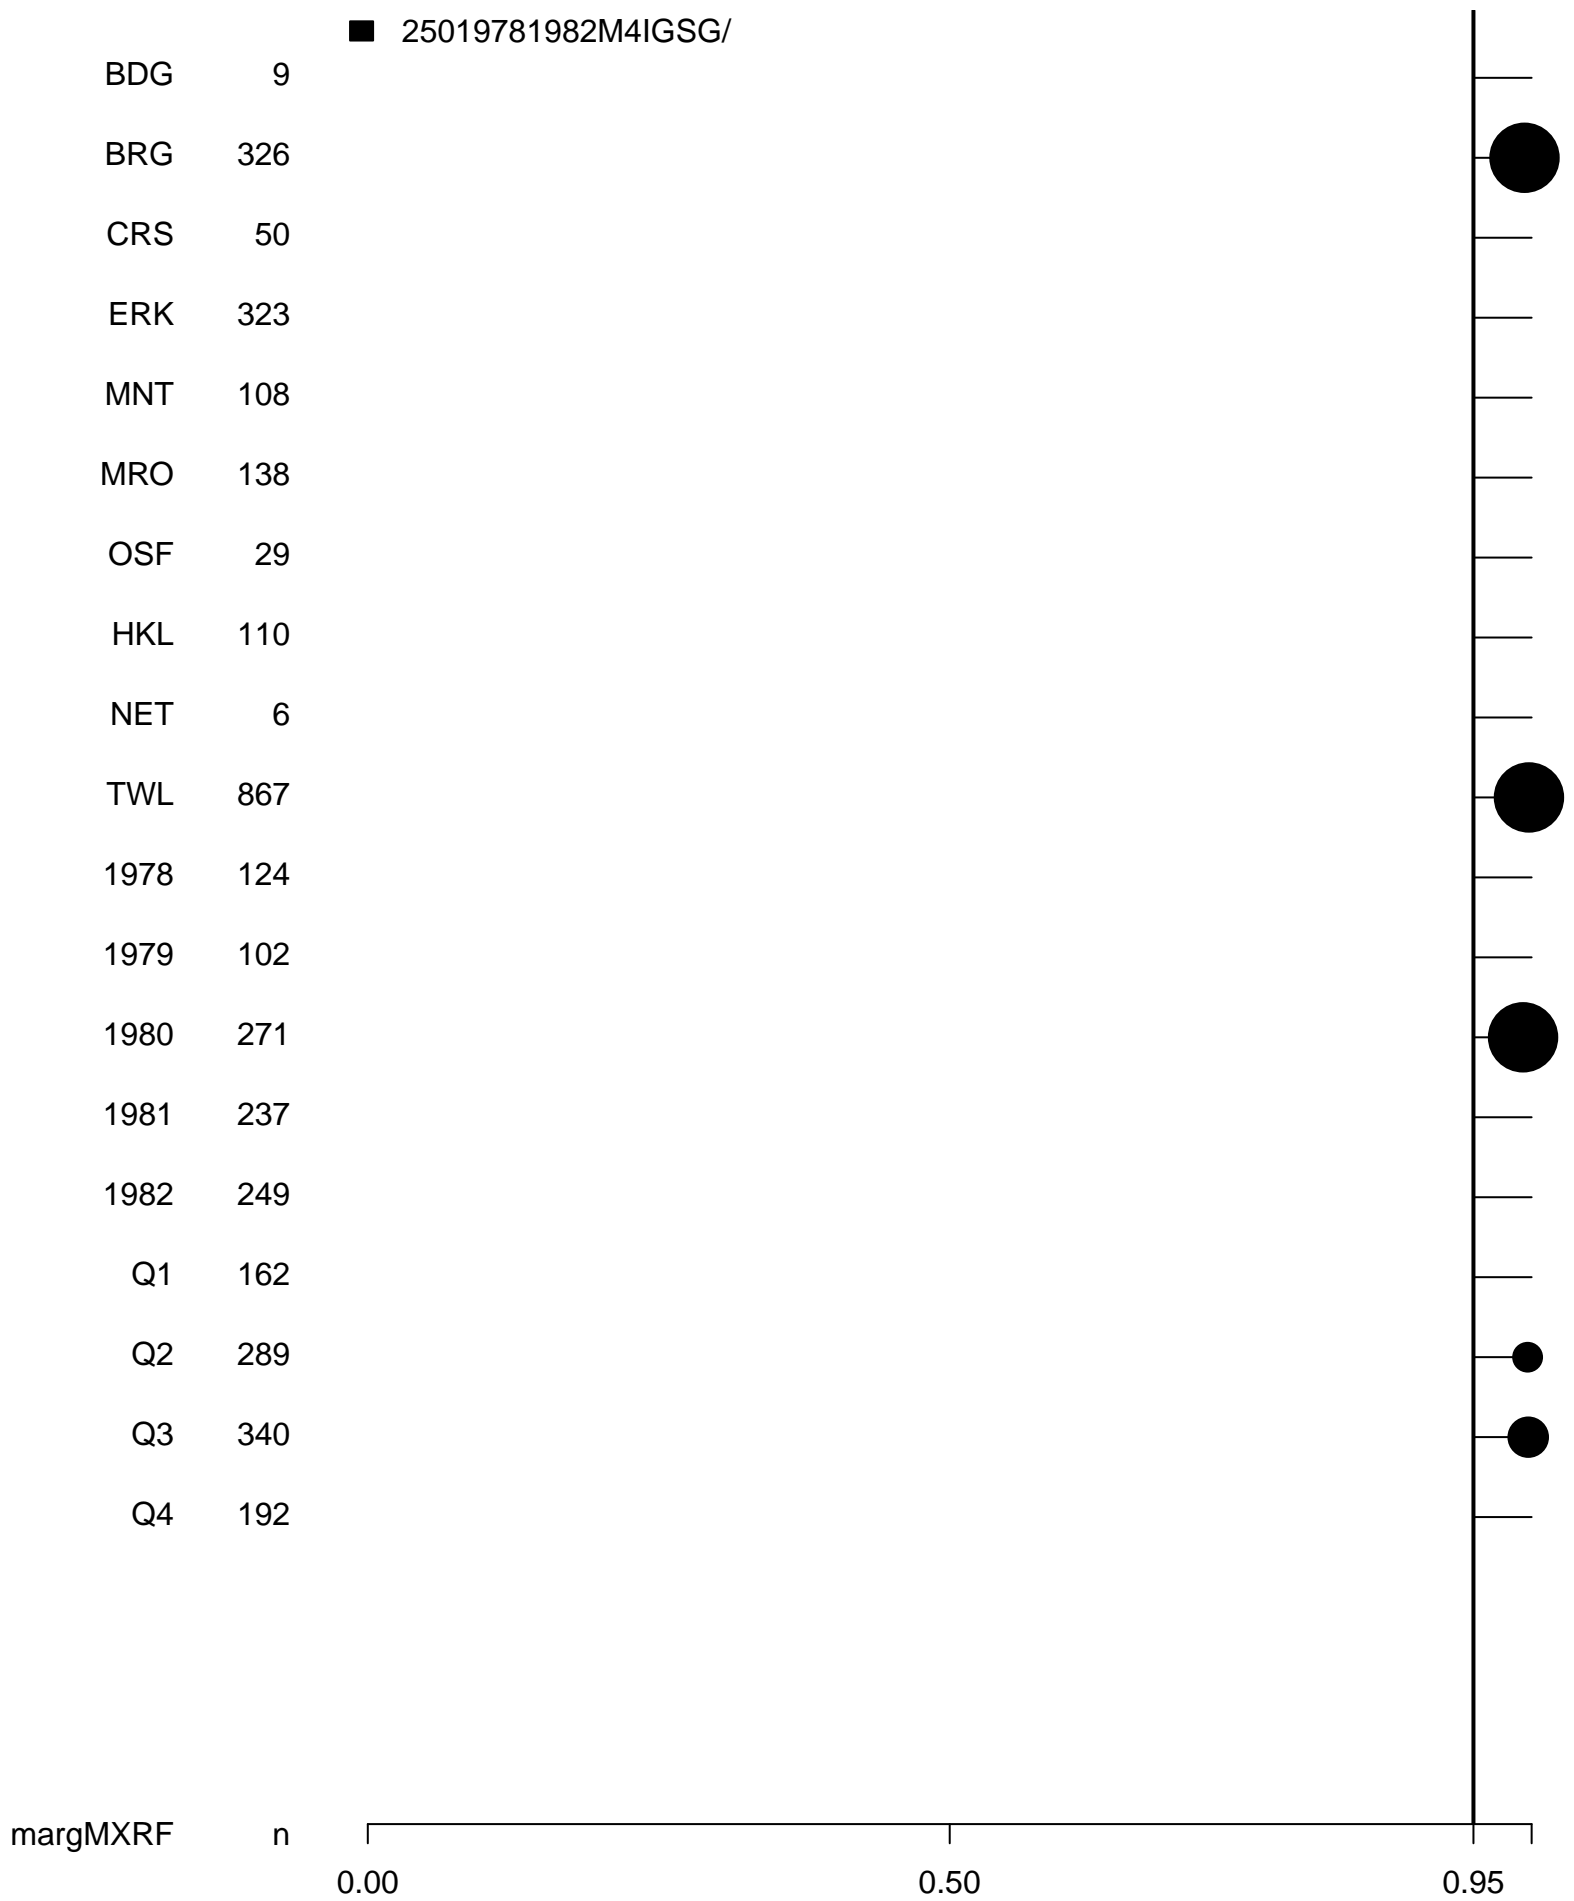 25019781982M4IGSG/
BDG 9
BRG 326
CRS 50
ERK 323
MNT 108
MRO 138
OSF 29
HKL 110
NET 6
TWL 867
1978 124
1979 102
1980 271
1981 237
1982 249
Q1 162
Q2 289
Q3 340
Q4 192
margMXRF n
0.00 0.50 0.95